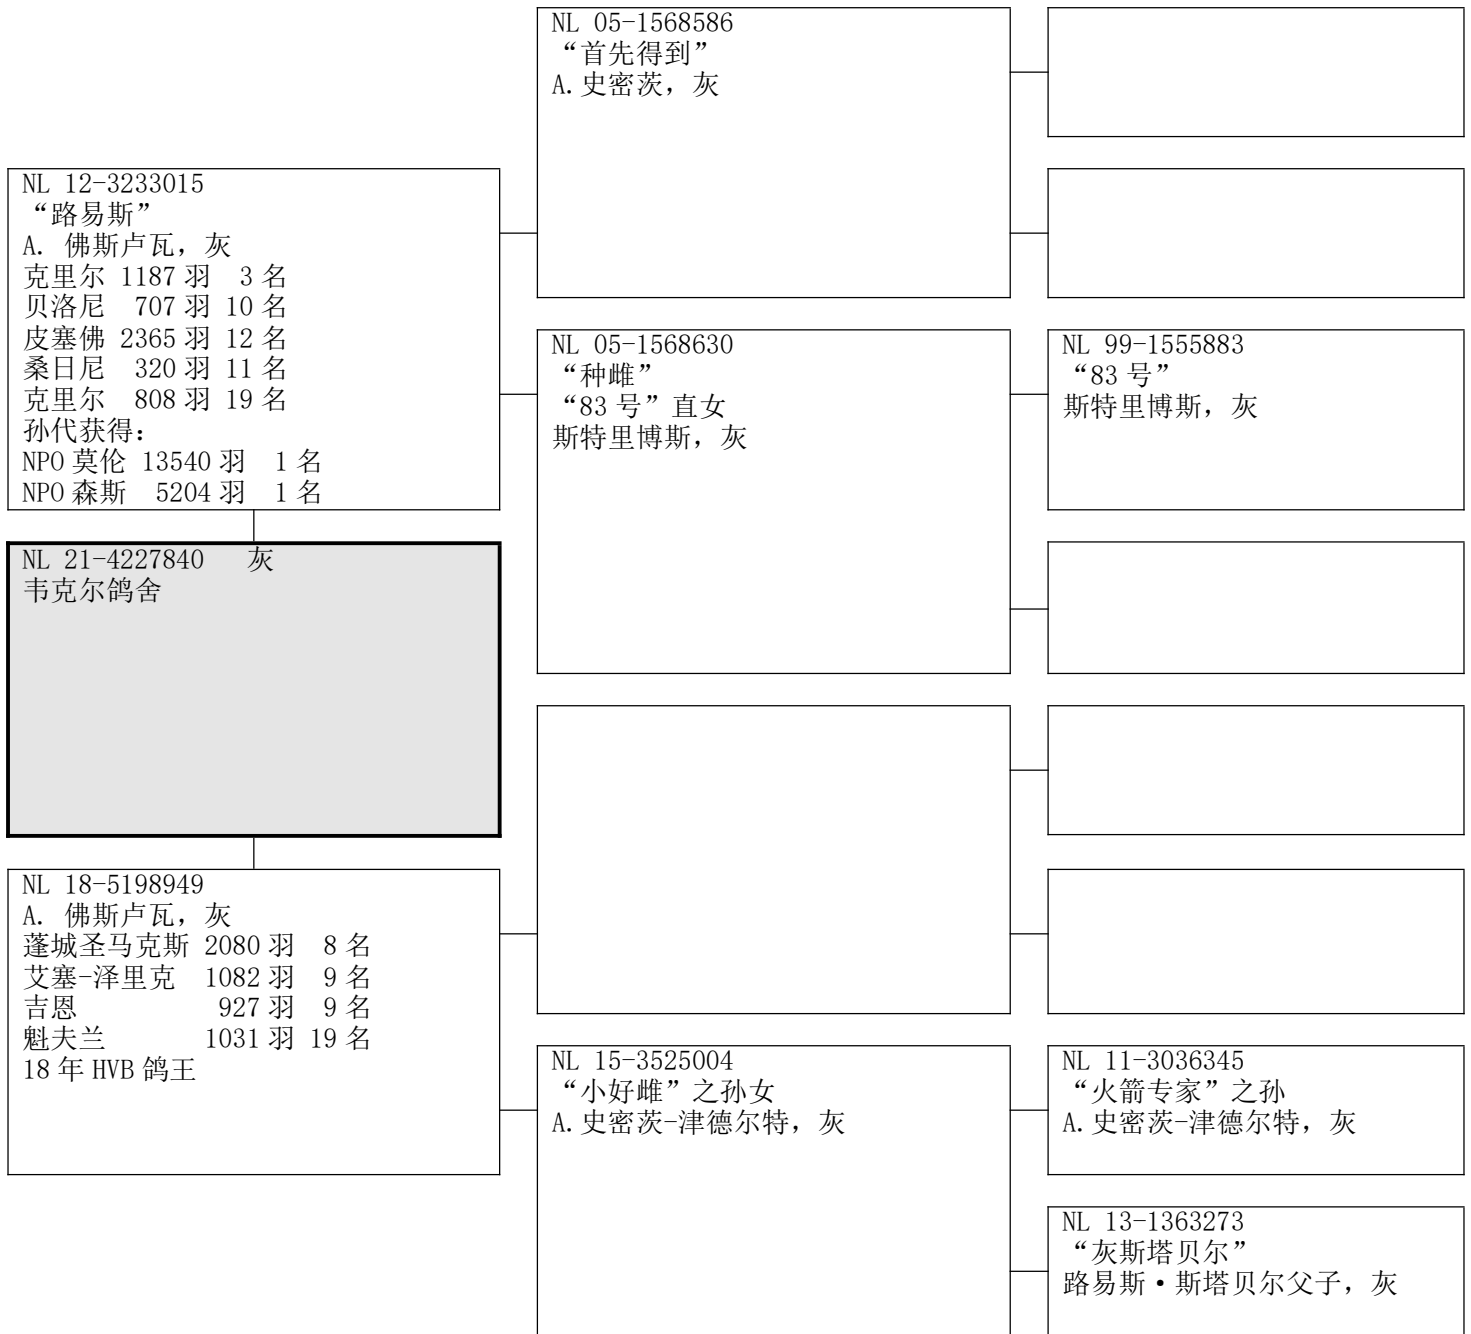 NL 05-1568586
“首先得到”
A.史密茨，灰
NL 12-3233015
“路易斯”
A. 佛斯卢瓦，灰
克里尔 1187 羽 3 名
贝洛尼 707 羽 10 名
皮塞佛 2365 羽 12 名
桑日尼 320 羽 11 名
克里尔 808 羽 19 名
孙代获得：
NPO 莫伦 13540 羽 1 名
NPO 森斯 5204 羽 1 名
NL 05-1568630
“种雌”
“83 号”直女
斯特里博斯，灰
NL 99-1555883
“83 号”
斯特里博斯，灰
NL 21-4227840 灰
韦克尔鸽舍
NL 18-5198949
A. 佛斯卢瓦，灰
蓬城圣马克斯 2080 羽 8 名
艾塞-泽里克 1082 羽 9 名
吉恩 927 羽 9 名
魁夫兰 1031 羽 19 名
18 年 HVB 鸽王
NL 15-3525004
“小好雌”之孙女
A.史密茨-津德尔特，灰
NL 11-3036345
“火箭专家”之孙
A.史密茨-津德尔特，灰
NL 13-1363273
“灰斯塔贝尔”
路易斯·斯塔贝尔父子，灰